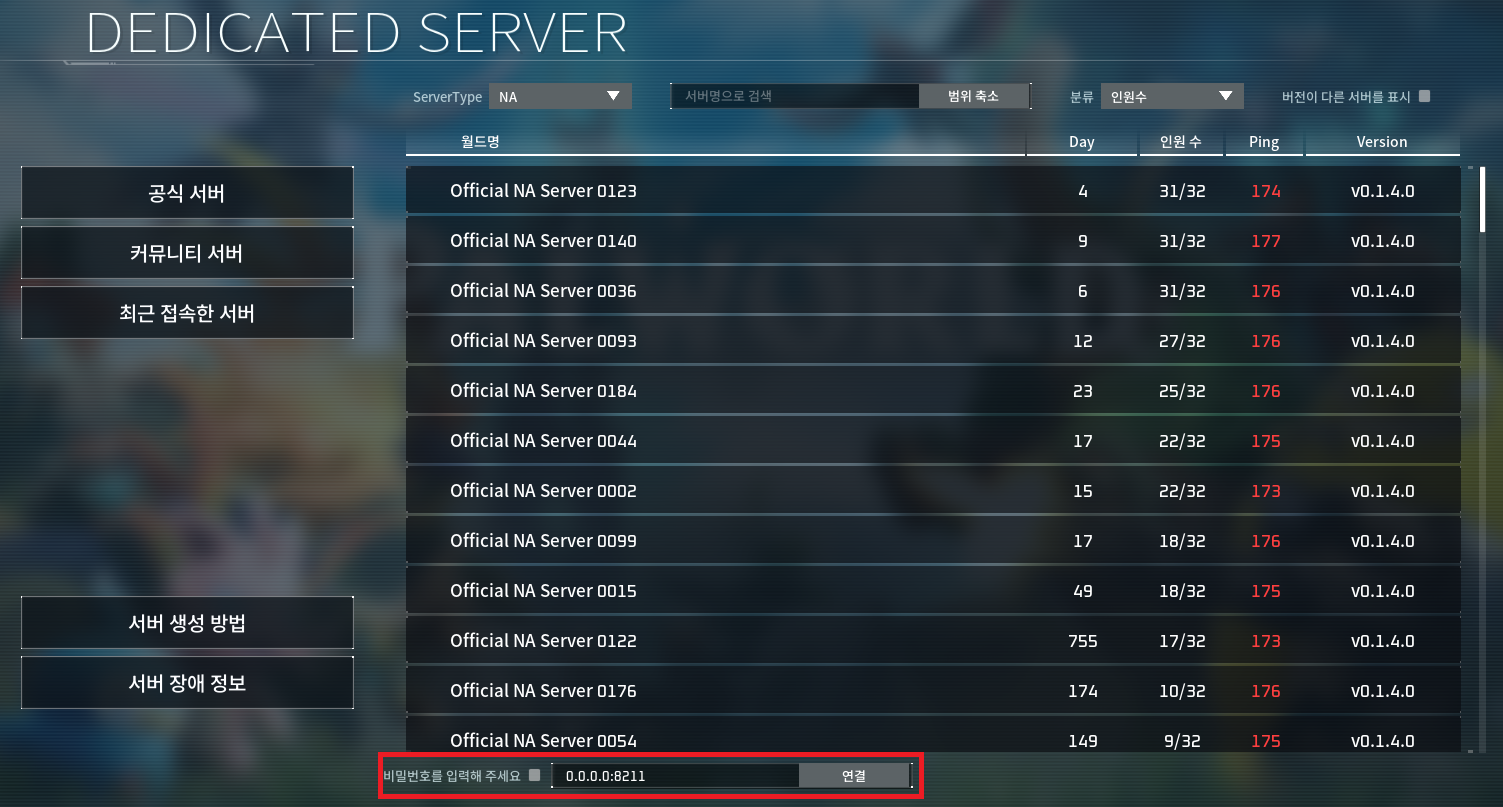 DEDICATED SERVER
ServerType NA 서버명으로 검색 범위 축소 분류 인원수 버전이 다른 서버를 표시
월드명 Day 인원 수 Ping Version
공식 서버
커뮤니티 서버
최근 접속한 서버
서버 생성 방법
서버 장애 정보
Official NA Server 0123 4 31/32 174 v0.1.4.0
Official NA Server 0140 9 31/32 177 v0.1.4.0
Official NA Server 0036 6 31/32 176 v0.1.4.0
Official NA Server 0093 12 27/32 176 v0.1.4.0
Official NA Server 0184 23 25/32 176 v0.1.4.0
Official NA Server 0044 17 22/32 175 v0.1.4.0
Official NA Server 0002 15 22/32 173 v0.1.4.0
Official NA Server 0099 17 18/32 176 v0.1.4.0
Official NA Server 0015 49 18/32 175 v0.1.4.0
Official NA Server 0122 755 17/32 173 v0.1.4.0
Official NA Server 0176 174 10/32 176 v0.1.4.0
Official NA Server 0054 149 9/32 175 v0.1.4.0
비밀번호를 입력해 주세요 0.0.0.0:8211 연결